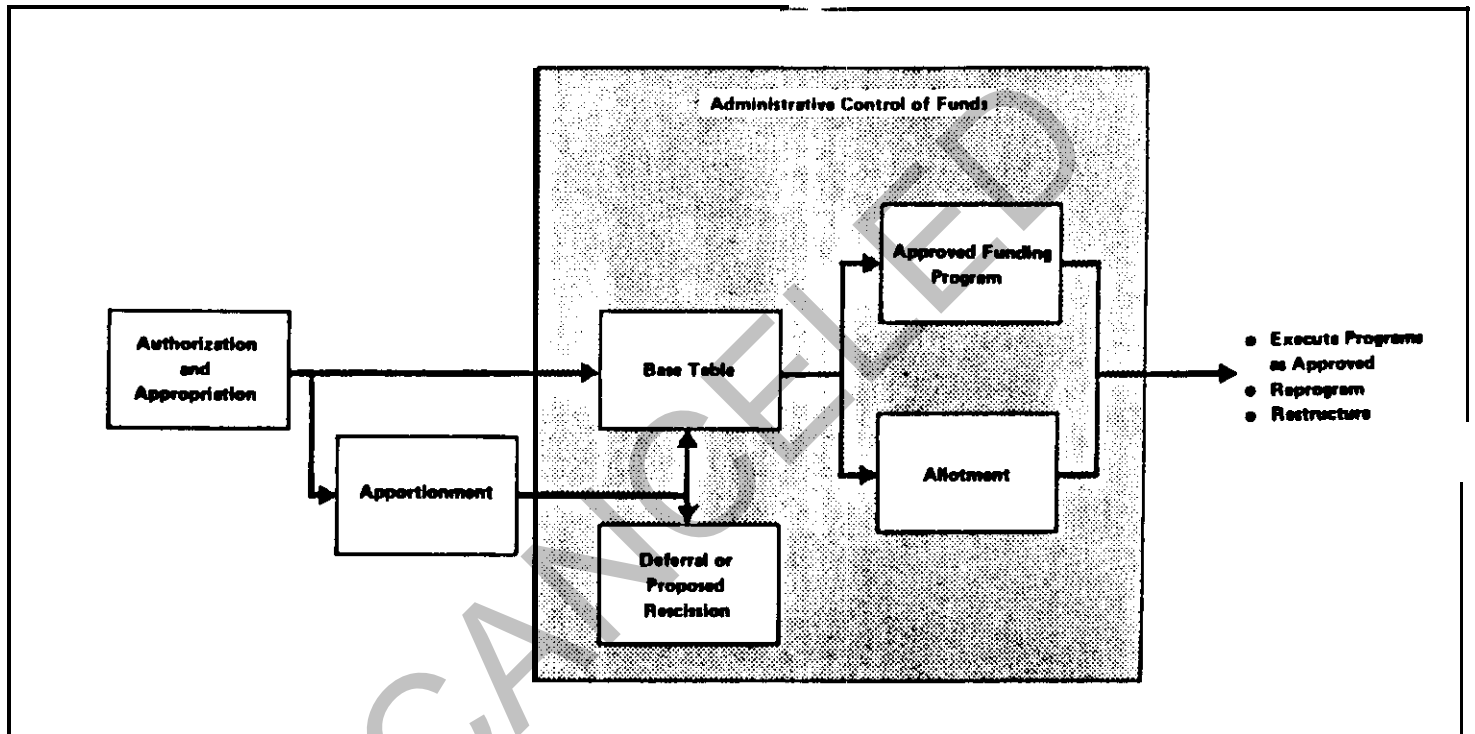 Administrative Control of Funds
Approved Funding
Program
Authorization
and
Appropriation
Base Table
● Execute Programs
as Approved
● Reprogram
● Restructure
Apportionment
Allotment
Deferral or
Proposed
Rescission
CANCELED